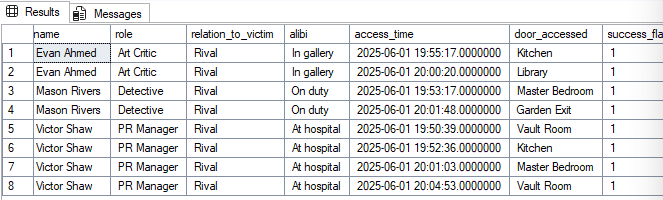 Results Messages
name role relation_to_victim alibi access_time door_accessed success_fla
1 Evan Ahmed Art Critic Rival In gallery 2025-06-01 19:55:17.0000000 Kitchen 1
2 Evan Ahmed Art Critic Rival In gallery 2025-06-01 20:00:20.0000000 Library 1
3 Mason Rivers Detective Rival On duty 2025-06-01 19:53:17.0000000 Master Bedroom 1
4 Mason Rivers Detective Rival On duty 2025-06-01 20:01:48.0000000 Garden Exit 1
5 Victor Shaw PR Manager Rival At hospital 2025-06-01 19:50:39.0000000 Vault Room 1
6 Victor Shaw PR Manager Rival At hospital 2025-06-01 19:52:36.0000000 Kitchen 1
7 Victor Shaw PR Manager Rival At hospital 2025-06-01 20:01:03.0000000 Master Bedroom 1
8 Victor Shaw PR Manager Rival At hospital 2025-06-01 20:04:53.0000000 Vault Room 1